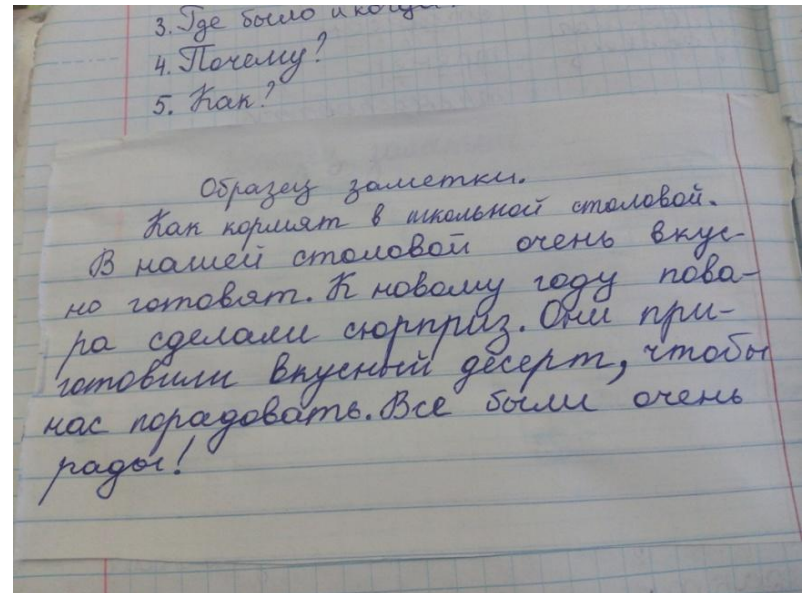 3. Где было и когда?
4. Почему?
5. Как?
Образец заметки.
Как кормят в школьной столовой.
В нашей столовой очень вкус-
но готовят. К новому году пова-
ра сделали сюрприз. Они при-
готовили вкусный десерт, чтобы
нас порадовать. Все были очень
рады!